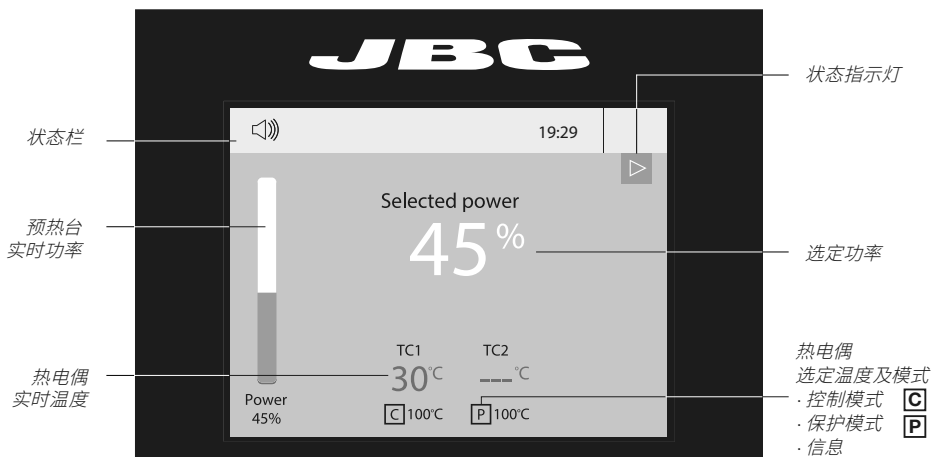 JBC
状态指示灯
状态栏
19:29
Selected power
45%
预热台
实时功率
选定功率
TC1
TC2
30℃
---℃
热电偶
实时温度
Power
45%
C 100℃
P 100℃
热电偶
选定温度及模式
· 控制模式 C
· 保护模式 P
· 信息